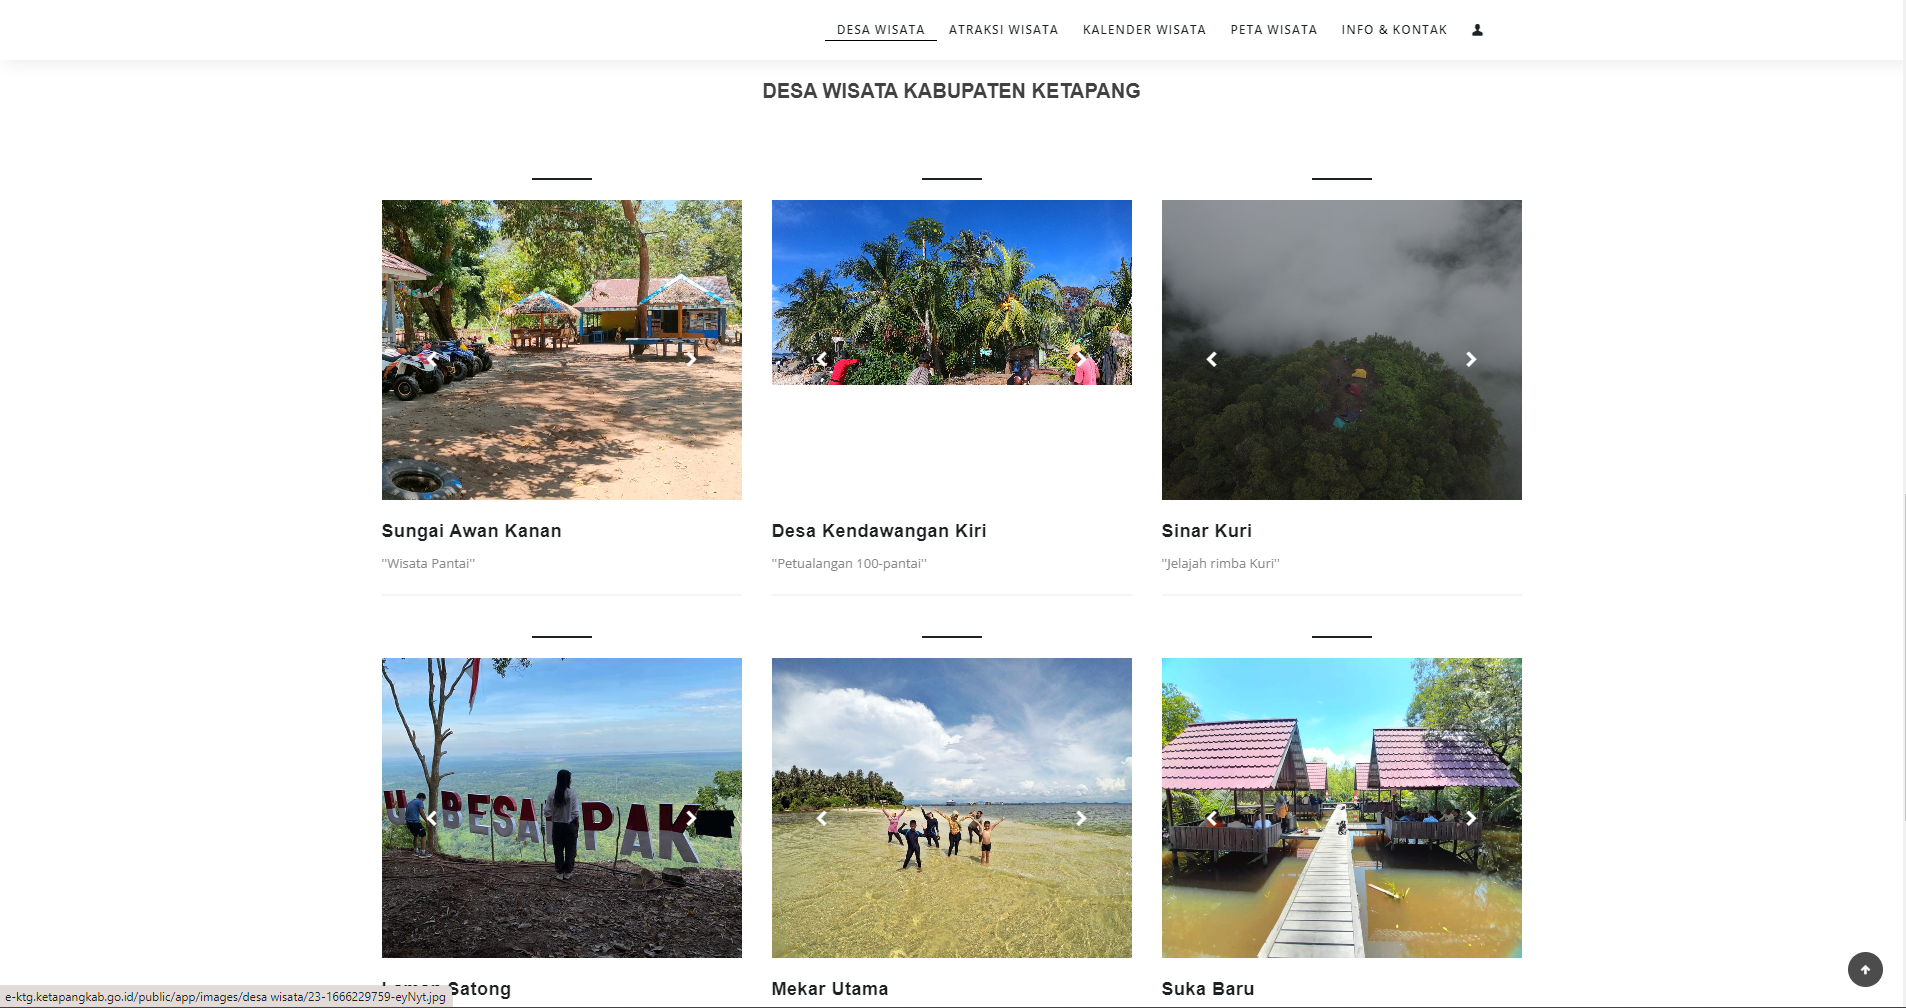 DESA WISATA ATRAKSI WISATA KALENDER WISATA PETA WISATA INFO & KONTAK
DESA WISATA KABUPATEN KETAPANG
Sungai Awan Kanan
"Wisata Pantai"
Desa Kendawangan Kiri
"Petualangan 100-pantai"
Sinar Kuri
"Jelajah rimba Kuri"
BESA PAK
Satong
Mekar Utama
Suka Baru
e-ktg.ketapangkab.go.id/public/app/images/desa wisata/23-1666229759-eyNyt.jpg